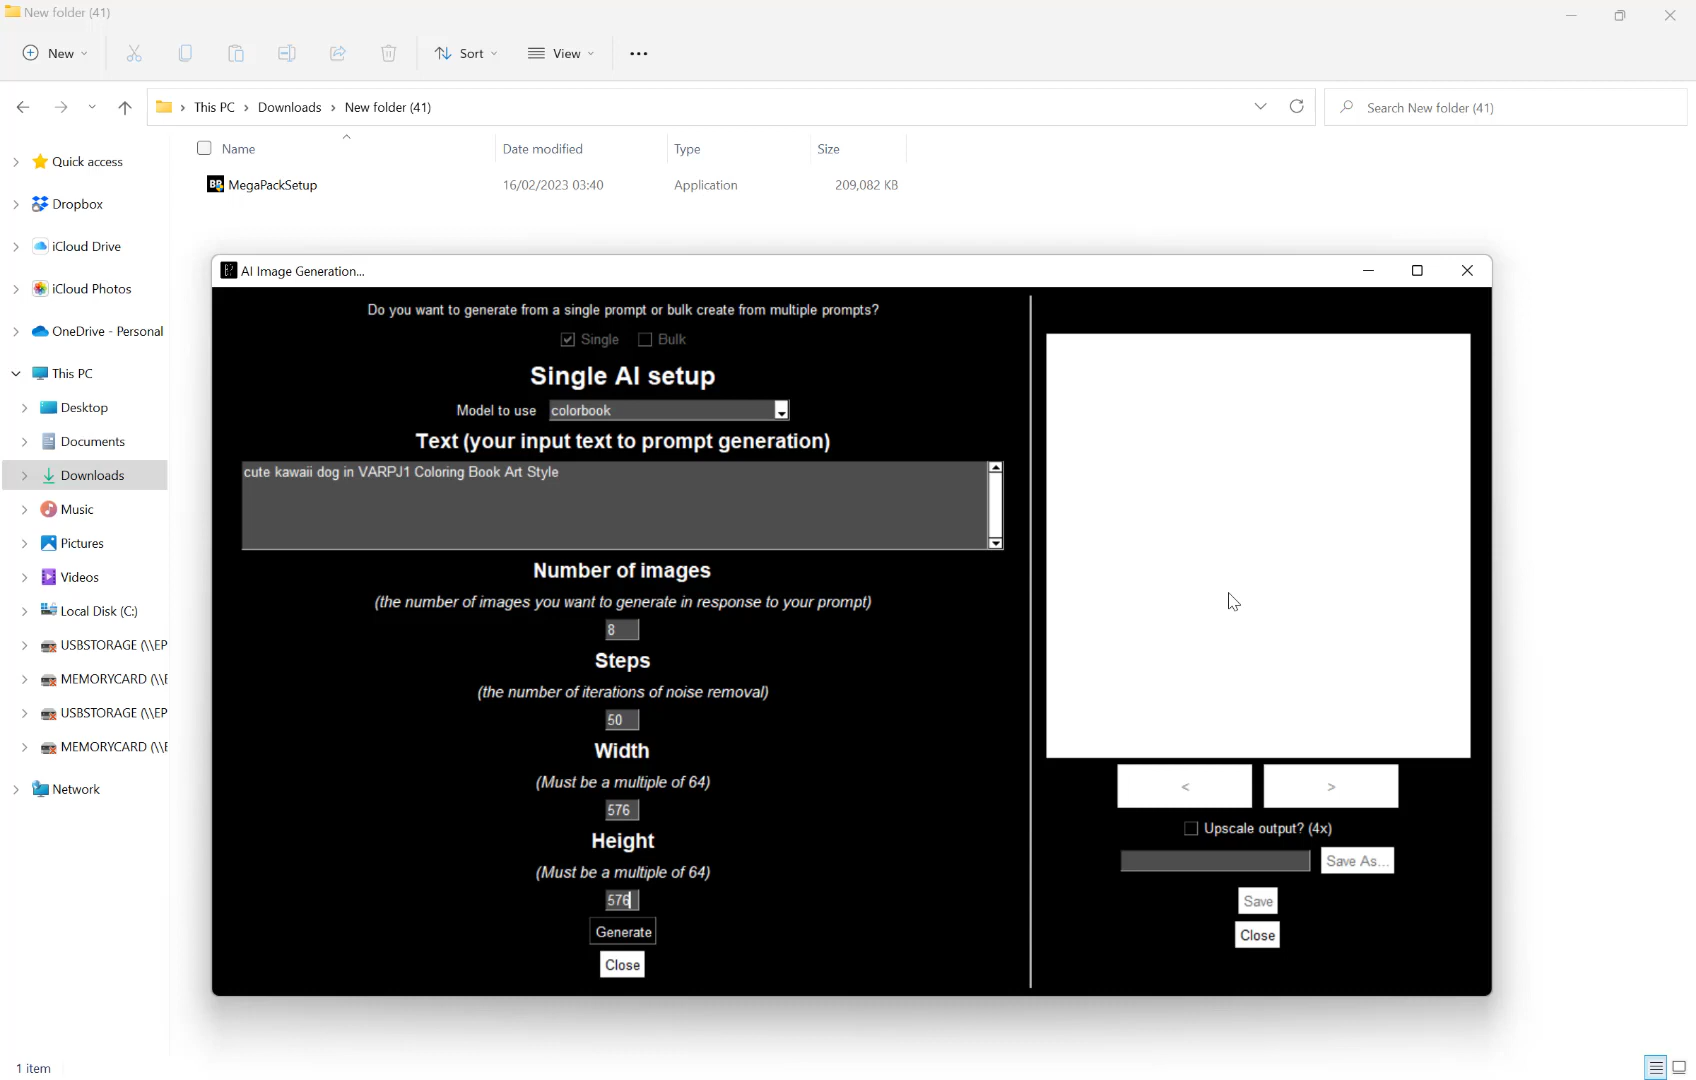 New folder (41)
New
Sort
View
This PC
Downloads
New folder (41)
Search New folder (41)
Name
Date modified
Type
Size
MegaPackSetup
16/02/2023 03:40
Application
209,082 KB
Quick access
Dropbox
iCloud Drive
iCloud Photos
OneDrive - Personal
This PC
Desktop
Documents
Downloads
Music
Pictures
Videos
Local Disk (C:)
USBSTORAGE (\\EP
MEMORYCARD (\\E
USBSTORAGE (\\EP
MEMORYCARD (\\E
Network
AI Image Generation...
Do you want to generate from a single prompt or bulk create from multiple prompts?
Single
Bulk
Single AI setup
Model to use
colorbook
Text (your input text to prompt generation)
cute kawaii dog in VARPJ1 Coloring Book Art Style
Number of images
(the number of images you want to generate in response to your prompt)
8
Steps
(the number of iterations of noise removal)
50
Width
(Must be a multiple of 64)
576
Height
(Must be a multiple of 64)
576
Generate
Close
<
>
Upscale output? (4x)
Save As...
Save
Close
1 item